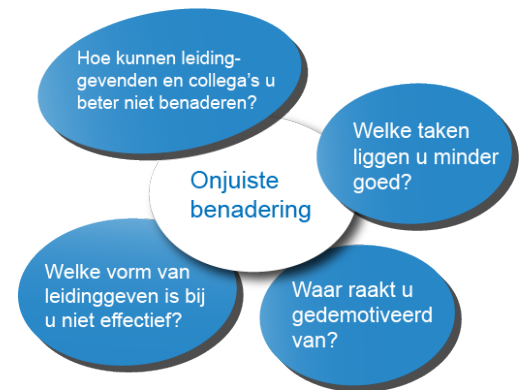 Hoe kunnen leiding-
gevenden en collega's u
beter niet benaderen?
Welke taken
liggen u minder
goed?
Onjuiste
benadering
Welke vorm van
leidinggeven is bij
u niet effectief?
Waar raakt u
gedemotiveerd
van?